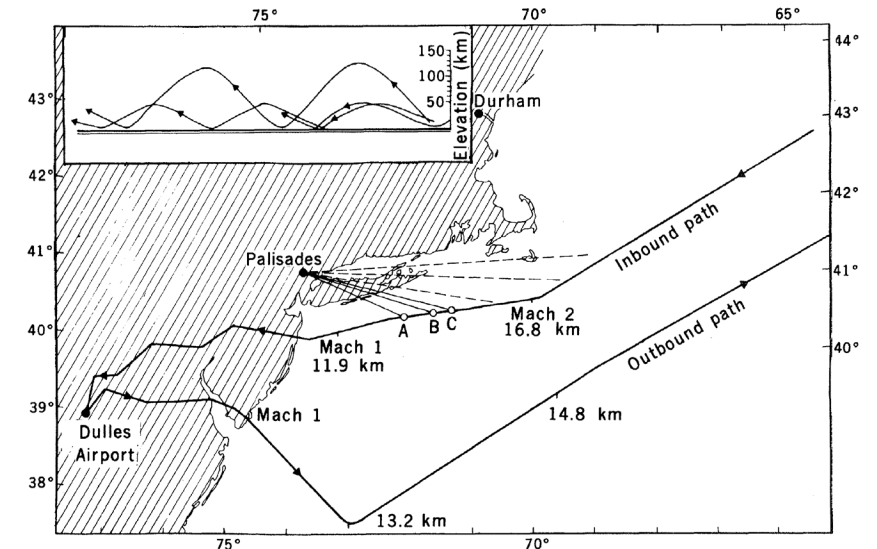 75°
70°
65°
150
100
50
Elevation (km)
44°
43°
Durham
43°
42°
42°
41°
Palisades
Inbound path
41°
40°
A
B
C
Mach 2
16.8 km
Mach 1
11.9 km
Outbound path
40°
39°
Mach 1
14.8 km
Dulles
Airport
38°
13.2 km
75°
70°